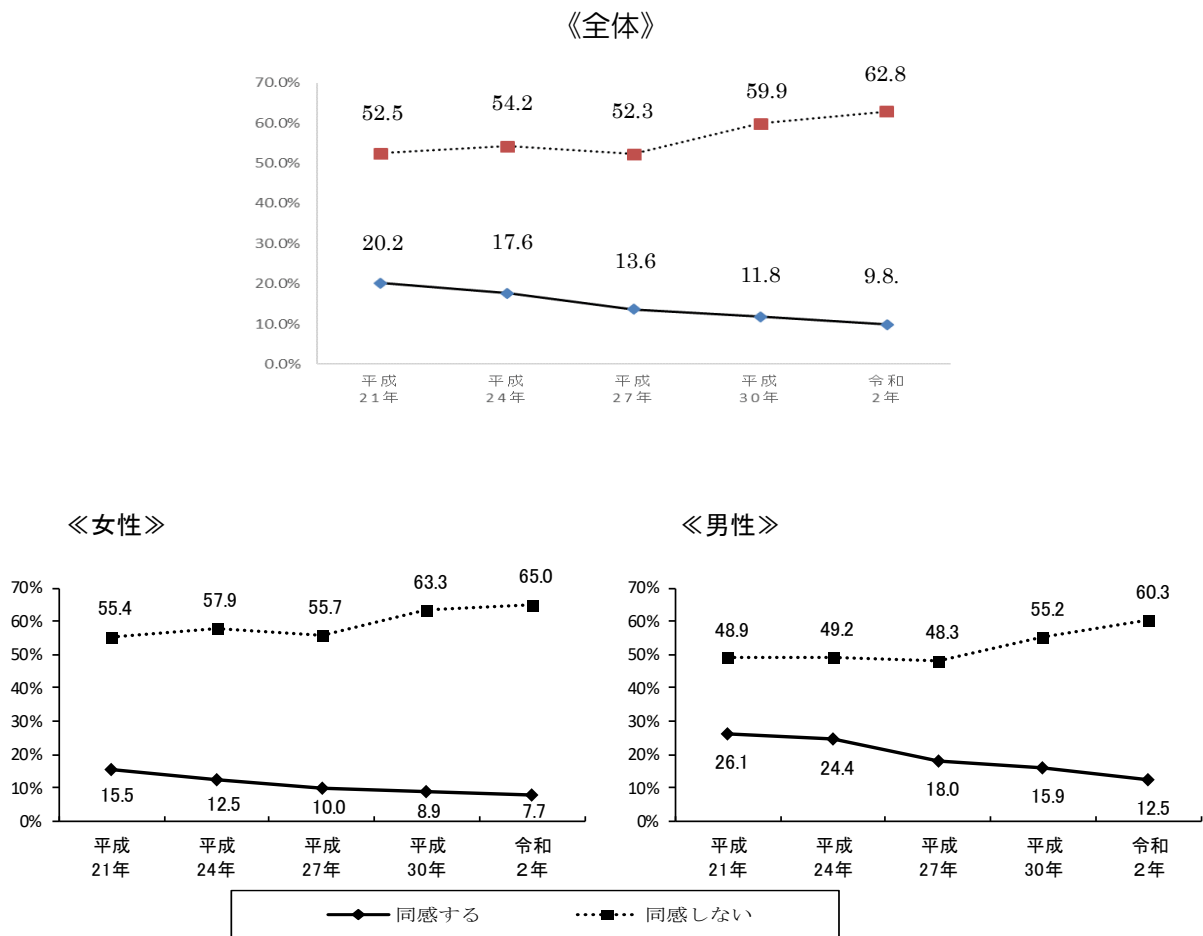 《全体》
70.0%
60.0%
50.0%
40.0%
30.0%
20.0%
10.0%
0.0%
52.5
54.2
52.3
59.9
62.8
20.2
17.6
13.6
11.8
9.8.
平成
21年
平成
24年
平成
27年
平成
30年
令和
2年
≪女性≫
70%
60%
50%
40%
30%
20%
10%
0%
55.4
57.9
55.7
63.3
65.0
15.5
12.5
10.0
8.9
7.7
平成
21年
平成
24年
平成
27年
平成
30年
令和
2年
≪男性≫
70%
60%
50%
40%
30%
20%
10%
0%
48.9
49.2
48.3
55.2
60.3
26.1
24.4
18.0
15.9
12.5
平成
21年
平成
24年
平成
27年
平成
30年
令和
2年
同感する
同感しない